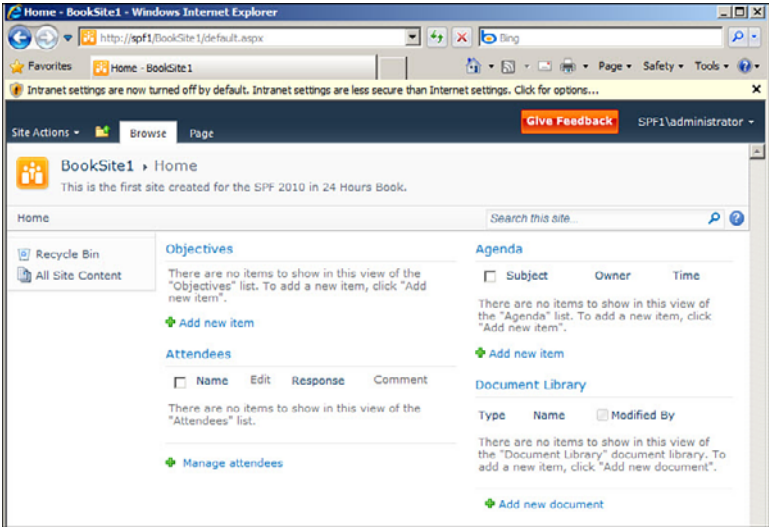 Home - BookSite1 - Windows Internet Explorer
http://spf1/BookSite1/default.aspx
Bing
Favorites
Home - BookSite1
Page
Safety
Tools
Intranet settings are now turned off by default. Intranet settings are less secure than Internet settings. Click for options...
Site Actions
Browse
Page
Give Feedback
SPF1\administrator
BookSite1
Home
This is the first site created for the SPF 2010 in 24 Hours Book.
Home
Search this site...
Recycle Bin
All Site Content
Objectives
There are no items to show in this view of the
"Objectives" list. To add a new item, click "Add
new item".
Add new item
Attendees
Name Edit Response Comment
There are no items to show in this view of the
"Attendees" list.
Manage attendees
Agenda
Subject Owner Time
There are no items to show in this view of
the "Agenda" list. To add a new item, click
"Add new item".
Add new item
Document Library
Type Name Modified By
There are no items to show in this view of
the "Document Library" document library. To
add a new item, click "Add new document".
Add new document